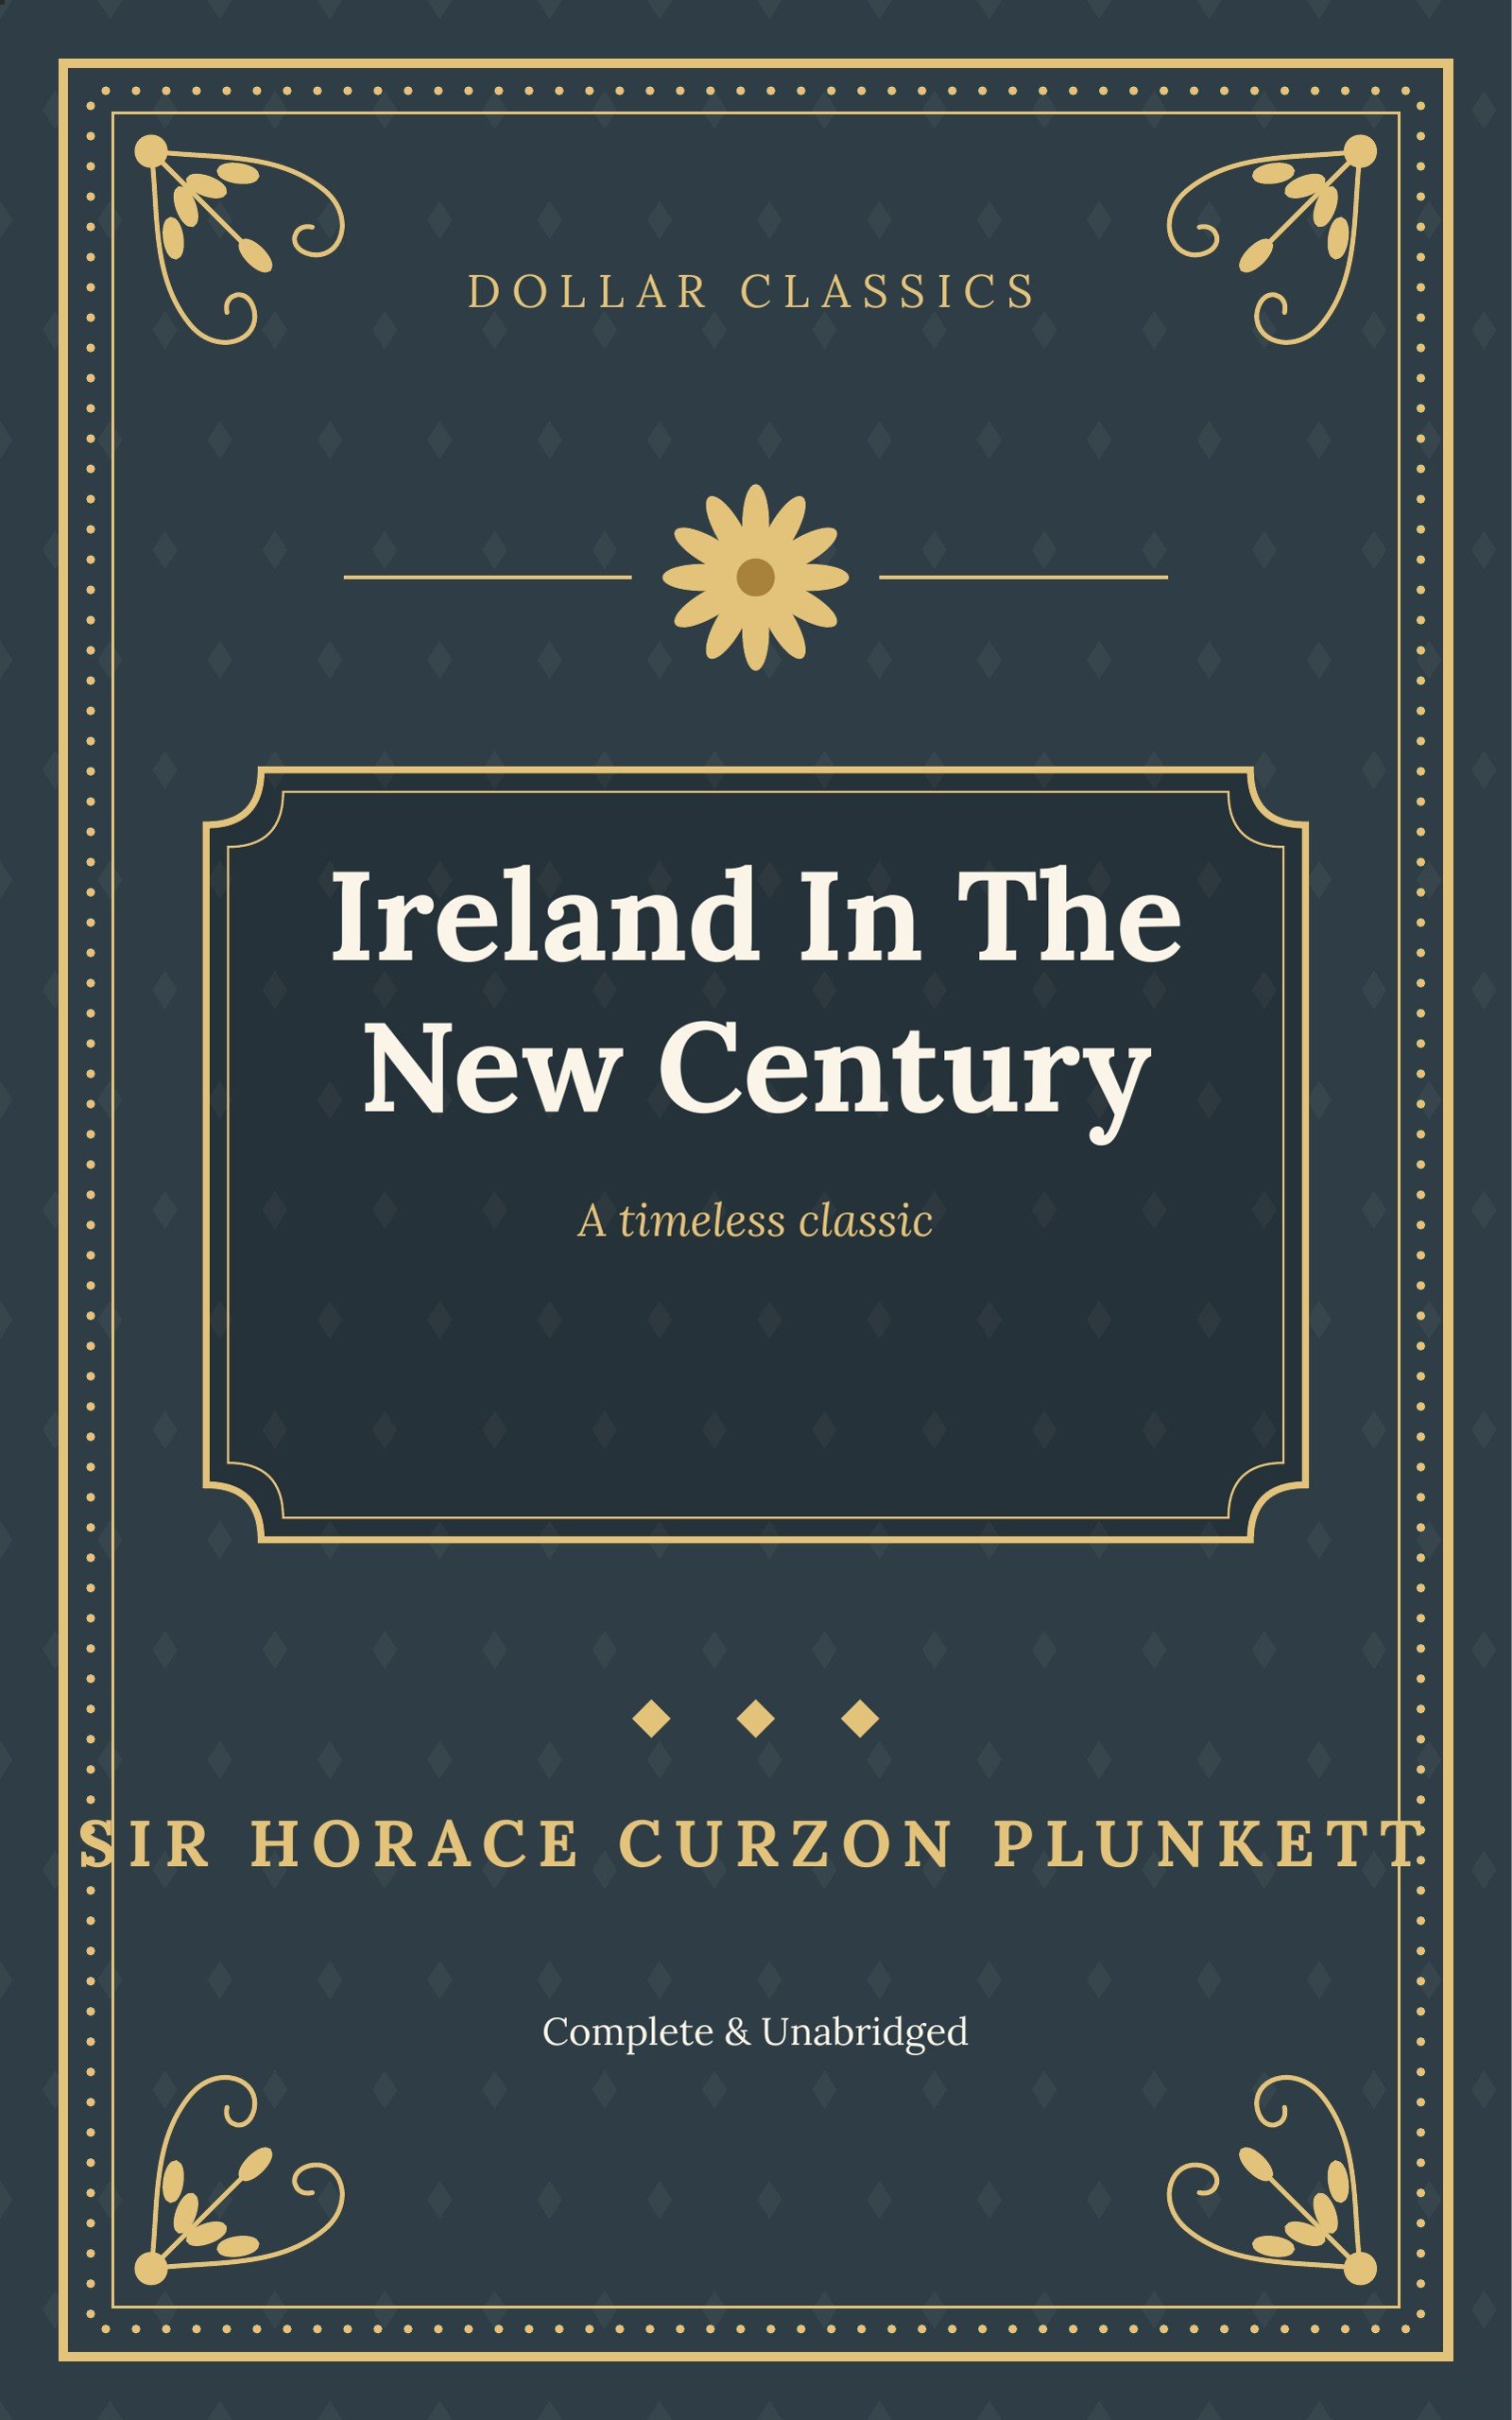 DOLLAR CLASSICS
Ireland In The
New Century
A timeless classic
SIR HORACE CURZON PLUNKETT
Complete & Unabridged